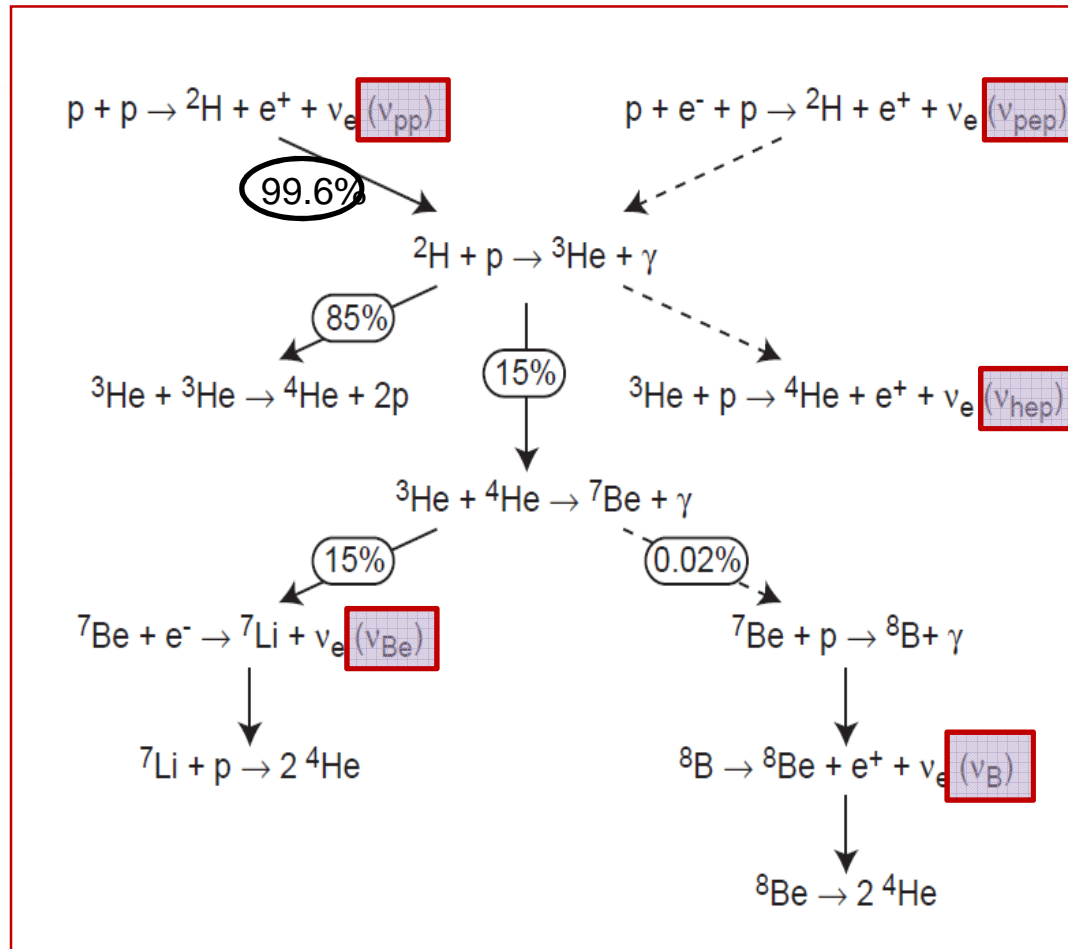 p + p → ²H + e⁺ + νₑ (ν_pp)
p + e⁻ + p → ²H + e⁺ + νₑ (ν_pep)
99.6%
²H + p → ³He + γ
85%
15%
³He + ³He → ⁴He + 2p
³He + p → ⁴He + e⁺ + νₑ (ν_hep)
³He + ⁴He → ⁷Be + γ
15%
0.02%
⁷Be + e⁻ → ⁷Li + νₑ (ν_Be)
⁷Be + p → ⁸B+ γ
⁷Li + p → 2 ⁴He
⁸B → ⁸Be + e⁺ + νₑ (ν_B)
⁸Be → 2 ⁴He